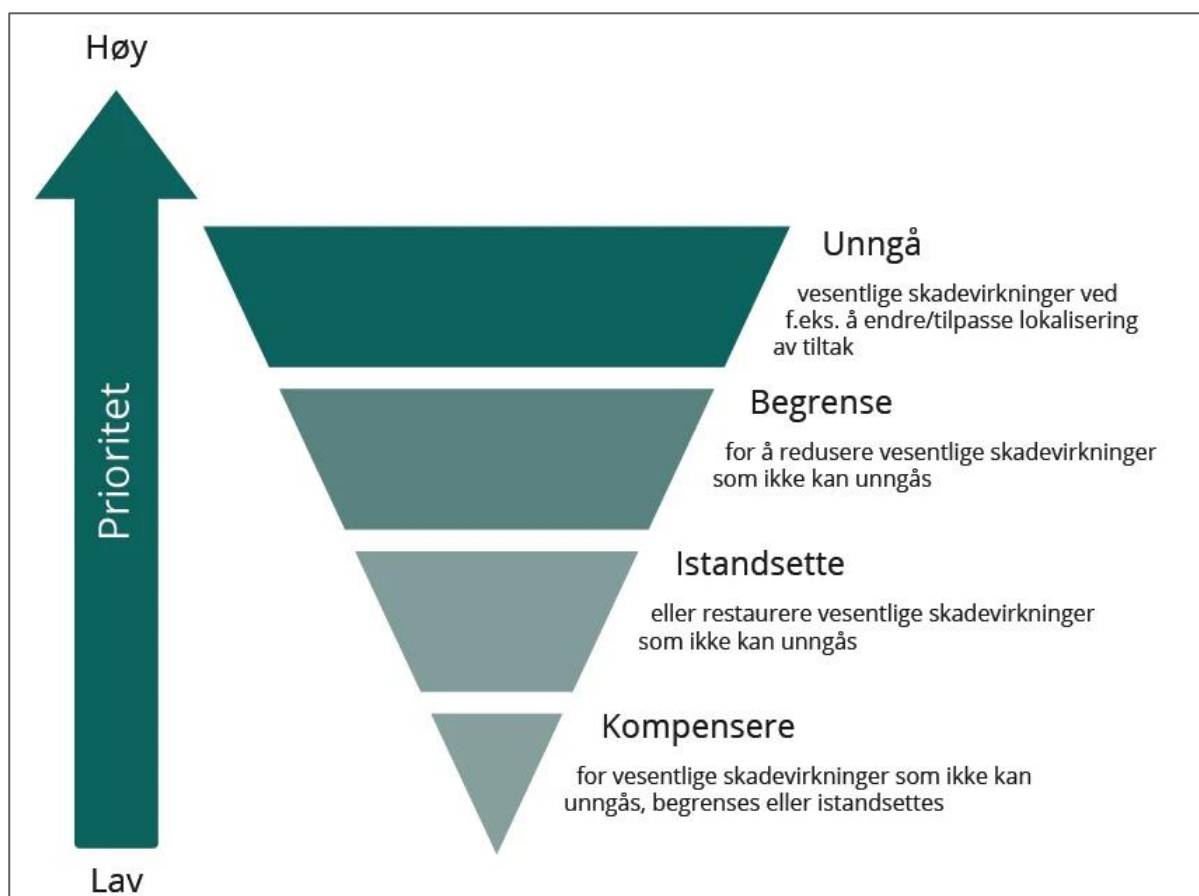 Høy
Prioritet
Lav
Unngå
vesentlige skadevirkninger ved
f.eks. å endre/tilpasse lokalisering
av tiltak
Begrense
for å redusere vesentlige skadevirkninger
som ikke kan unngås
Istandsette
eller restaurere vesentlige skadevirkninger
som ikke kan unngås
Kompensere
for vesentlige skadevirkninger som ikke kan
unngås, begrenses eller istandsettes